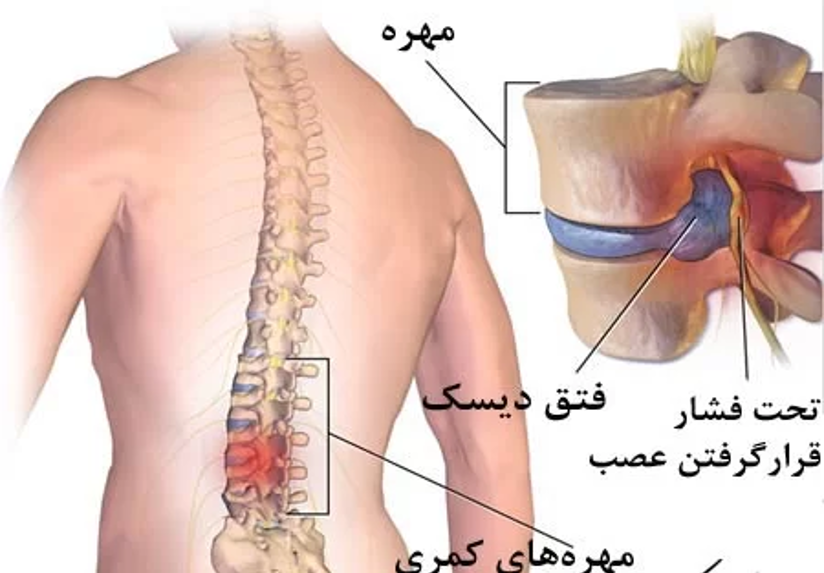 مهره
فتق دیسک
تحت فشار
قرارگرفتن عصب
مهره‌های کمری